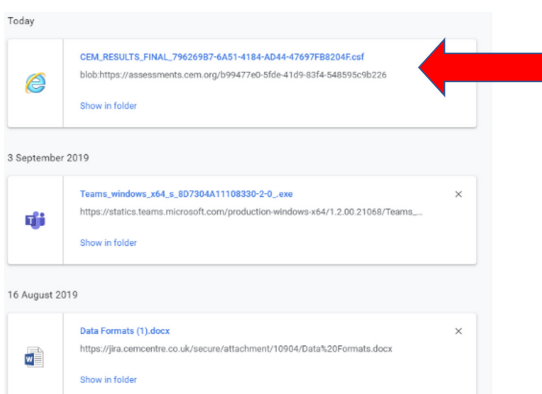 Today
CEM_RESULTS_FINAL_796269B7-6A51-4184-AD44-47697FB8204F.csf
blob:https://assessments.cem.org/b99477e0-5fde-41d9-83f4-548595c9b226
Show in folder
3 September 2019
Teams_windows_x64_s_8D7304A11108330-2-0_.exe
https://statics.teams.microsoft.com/production-windows-x64/1.2.00.21068/Teams_...
Show in folder
16 August 2019
Data Formats (1).docx
https://jira.cemcentre.co.uk/secure/attachment/10904/Data%20Formats.docx
Show in folder